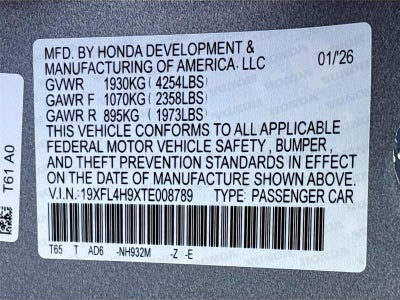 MFD. BY HONDA DEVELOPMENT & 01/26
MANUFACTURING OF AMERICA. LLC
GVWR 1930KG (4254LBS)
GAWR F 1070KG (2358LBS)
GAWR R 895KG (1973LBS)
THIS VEHICLE CONFORMS TO ALL APPLICABLE
FEDERAL MOTOR VEHICLE SAFETY, BUMPER,
AND THEFT PREVENTION STANDARDS IN EFFECT
ON THE DATE OF MANUFACTURE SHOWN ABOVE.
V.I.N.: 19XFL4H9XTE008789 TYPE: PASSENGER CAR
T65 T AD6 -NH932M -Z -E
T61 A0